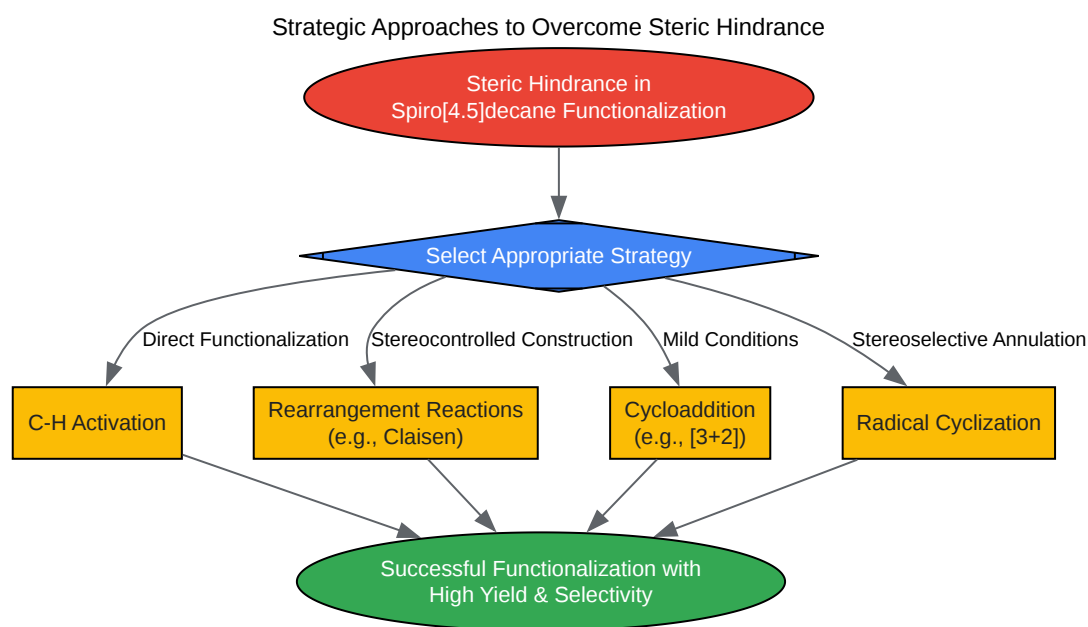 Strategic Approaches to Overcome Steric Hindrance
Steric Hindrance in
Spiro[4.5]decane Functionalization
Select Appropriate Strategy
Direct Functionalization
Stereocontrolled Construction
Mild Conditions
Stereoselective Annulation
C-H Activation
Rearrangement Reactions
(e.g., Claisen)
Cycloaddition
(e.g., [3+2])
Radical Cyclization
Successful Functionalization with
High Yield & Selectivity